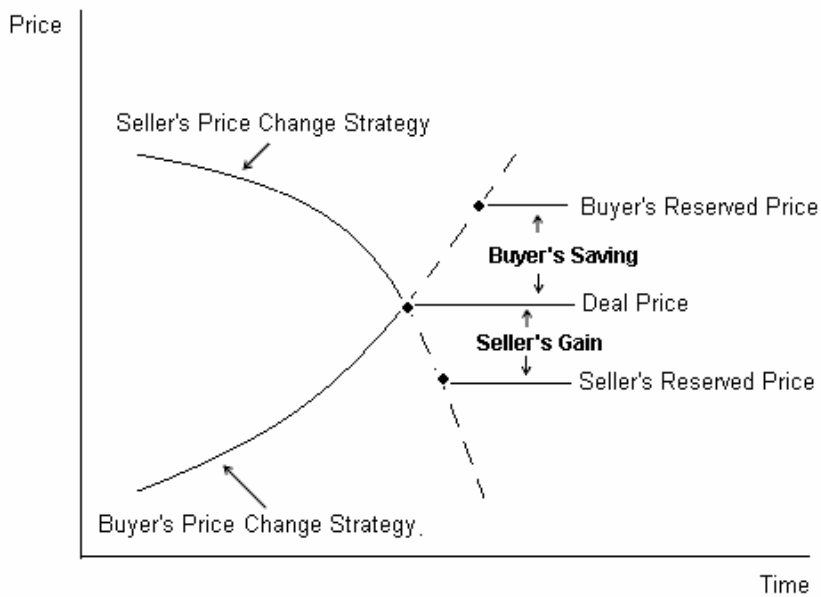 Price
Seller's Price Change Strategy
Buyer's Reserved Price
Buyer's Saving
Deal Price
Seller's Gain
Seller's Reserved Price
Buyer's Price Change Strategy.
Time